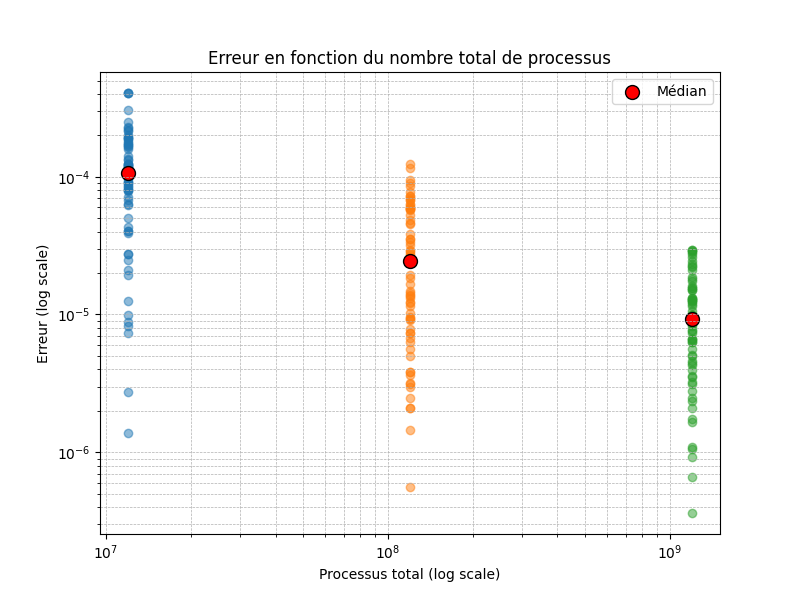 Erreur en fonction du nombre total de processus
Médian
Erreur (log scale)
10⁻⁴
10⁻⁵
10⁻⁶
10⁷
10⁸
10⁹
Processus total (log scale)